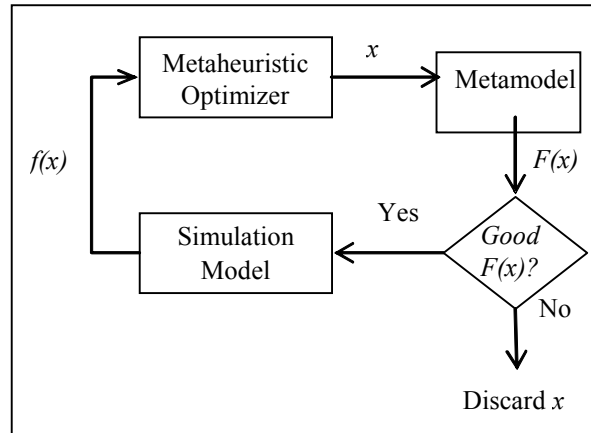 Metaheuristic
Optimizer
x
Metamodel
f(x)
F(x)
Yes
Simulation
Model
Good
F(x)?
No
Discard x